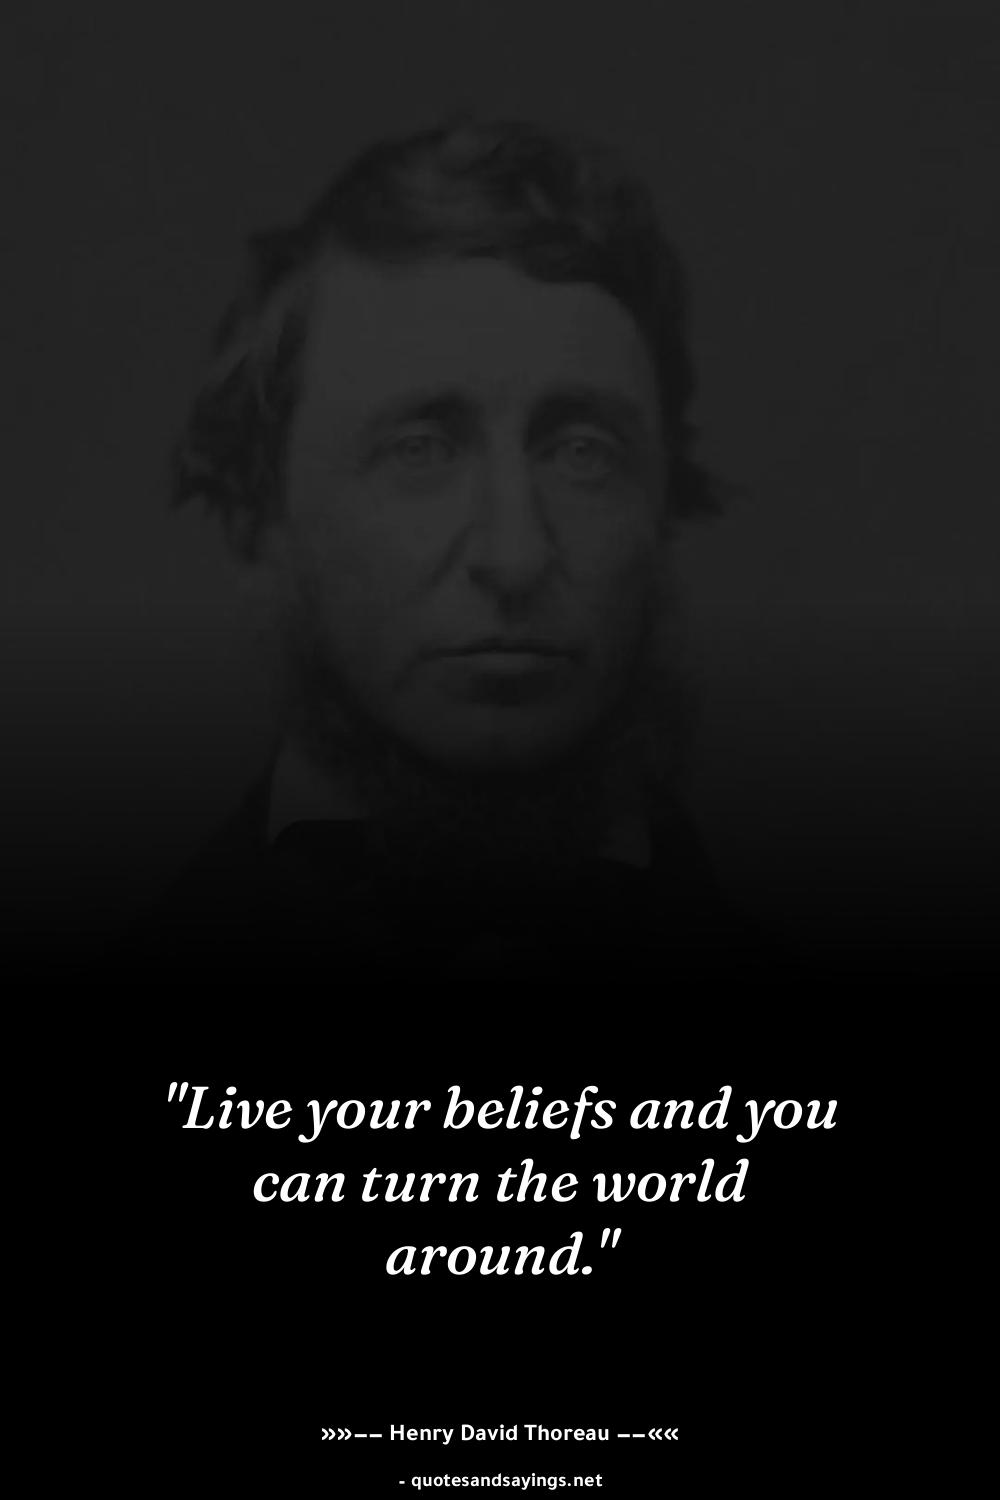 "Live your beliefs and you
can turn the world
around."
»»–– Henry David Thoreau ––««
- quotesandsayings.net